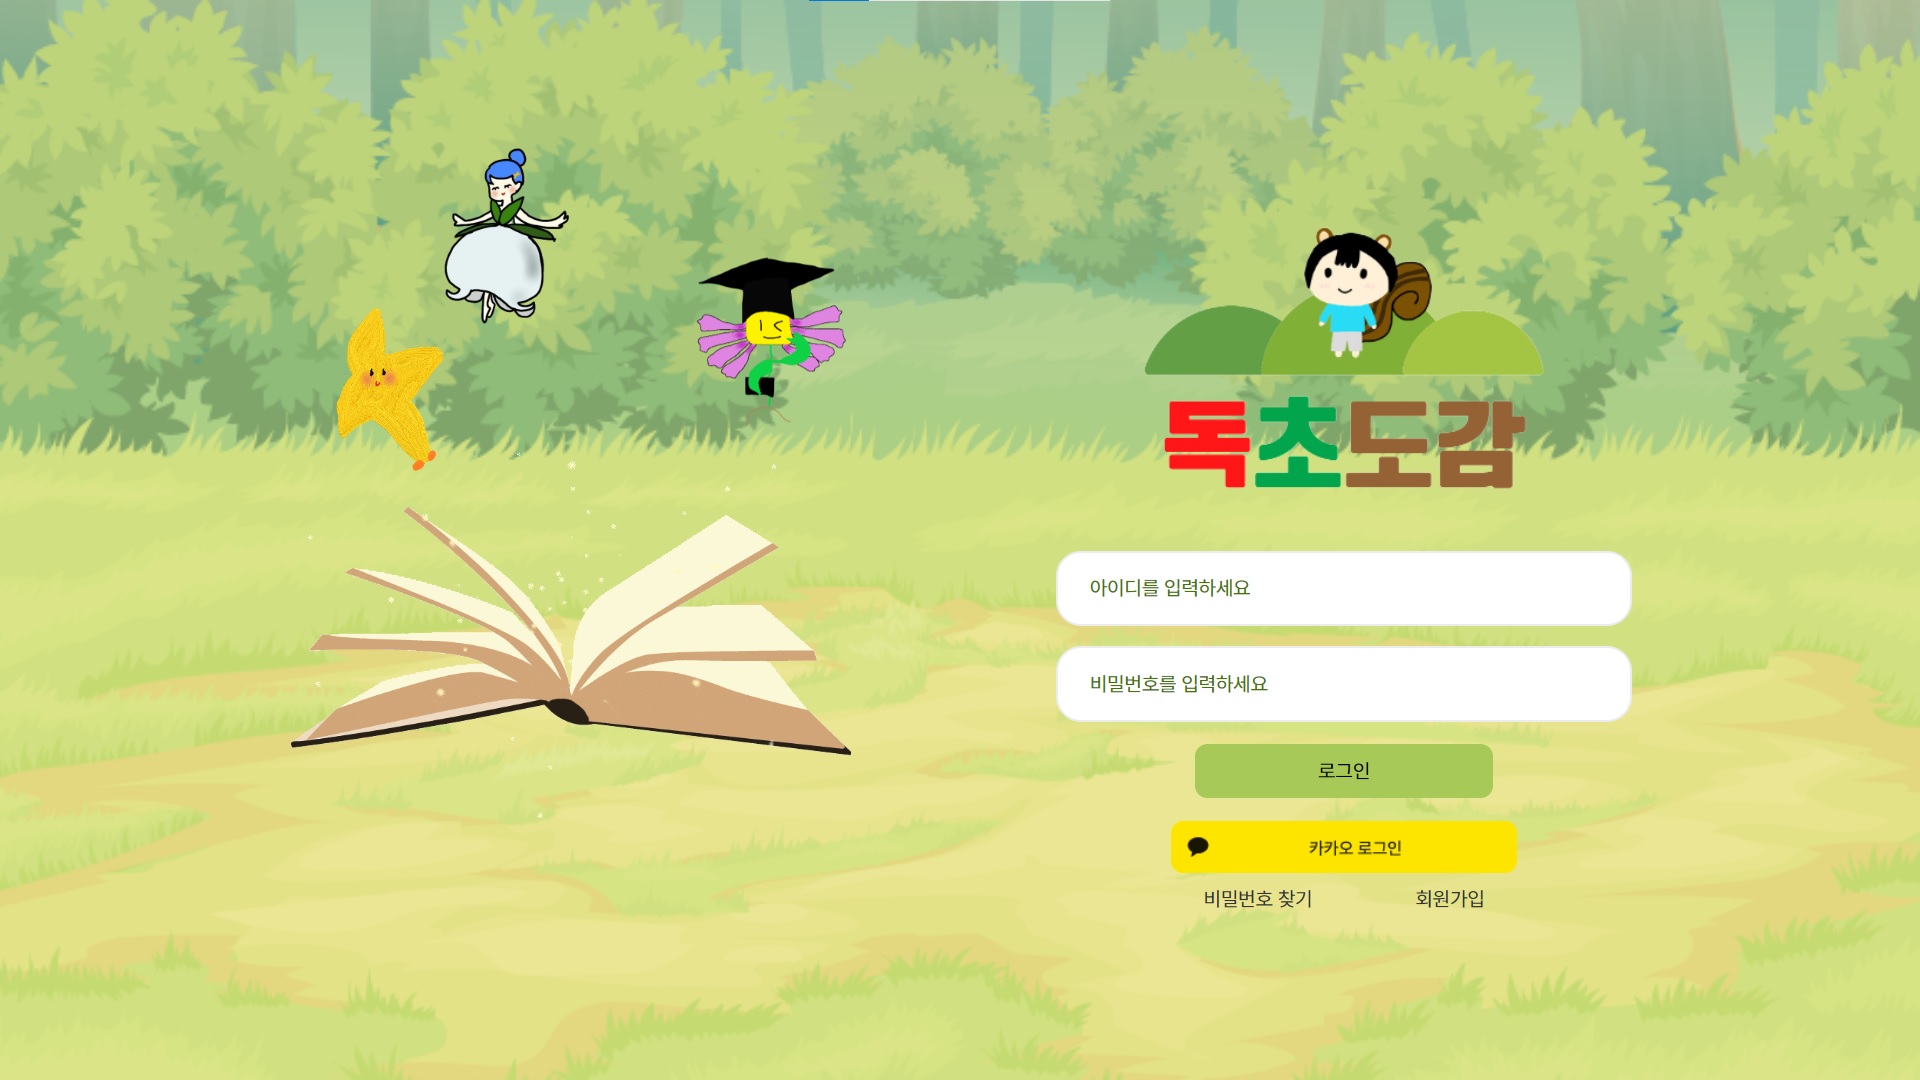 독초도감
아이디를 입력하세요
비밀번호를 입력하세요
로그인
카카오 로그인
비밀번호 찾기
회원가입